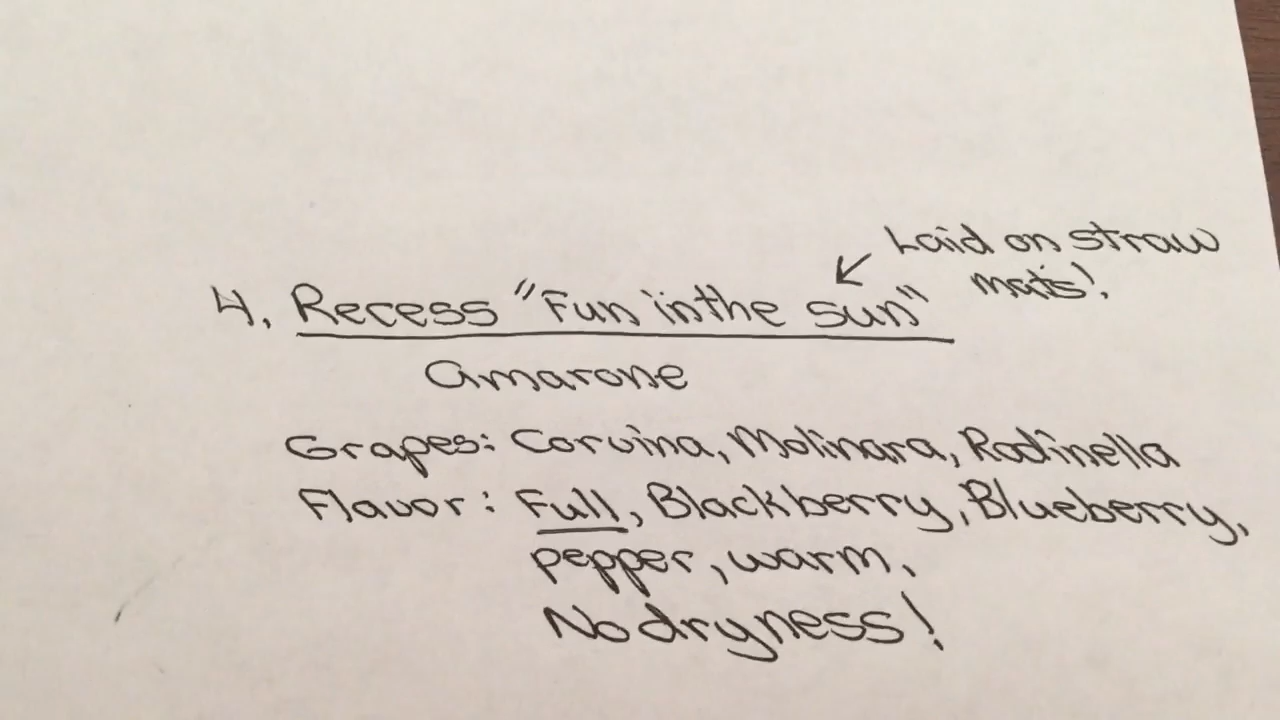 Laid on straw
mats!
4. Recess "Fun in the sun"
Amarone
Grapes: Corvina, Molinara, Rodinella
Flavor: Full, Blackberry, Blueberry,
pepper, warm,
No dryness!